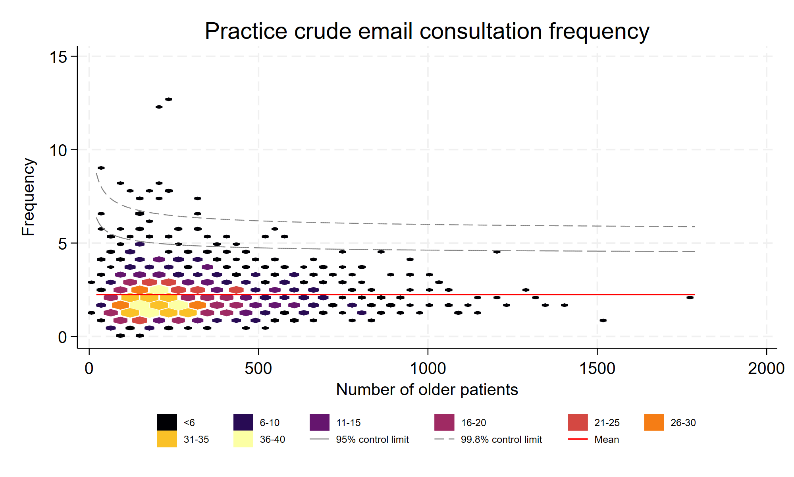 Practice crude email consultation frequency
15
10
5
0
Frequency
0 500 1000 1500 2000
Number of older patients
<6 6-10 11-15 16-20 21-25 26-30
31-35 36-40 95% control limit 99.8% control limit Mean